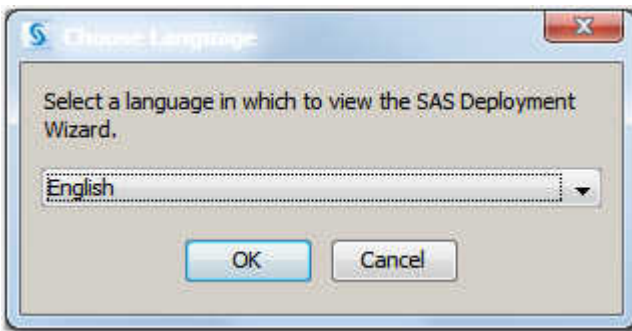 Choose Language
Select a language in which to view the SAS Deployment
Wizard.
English
OK
Cancel